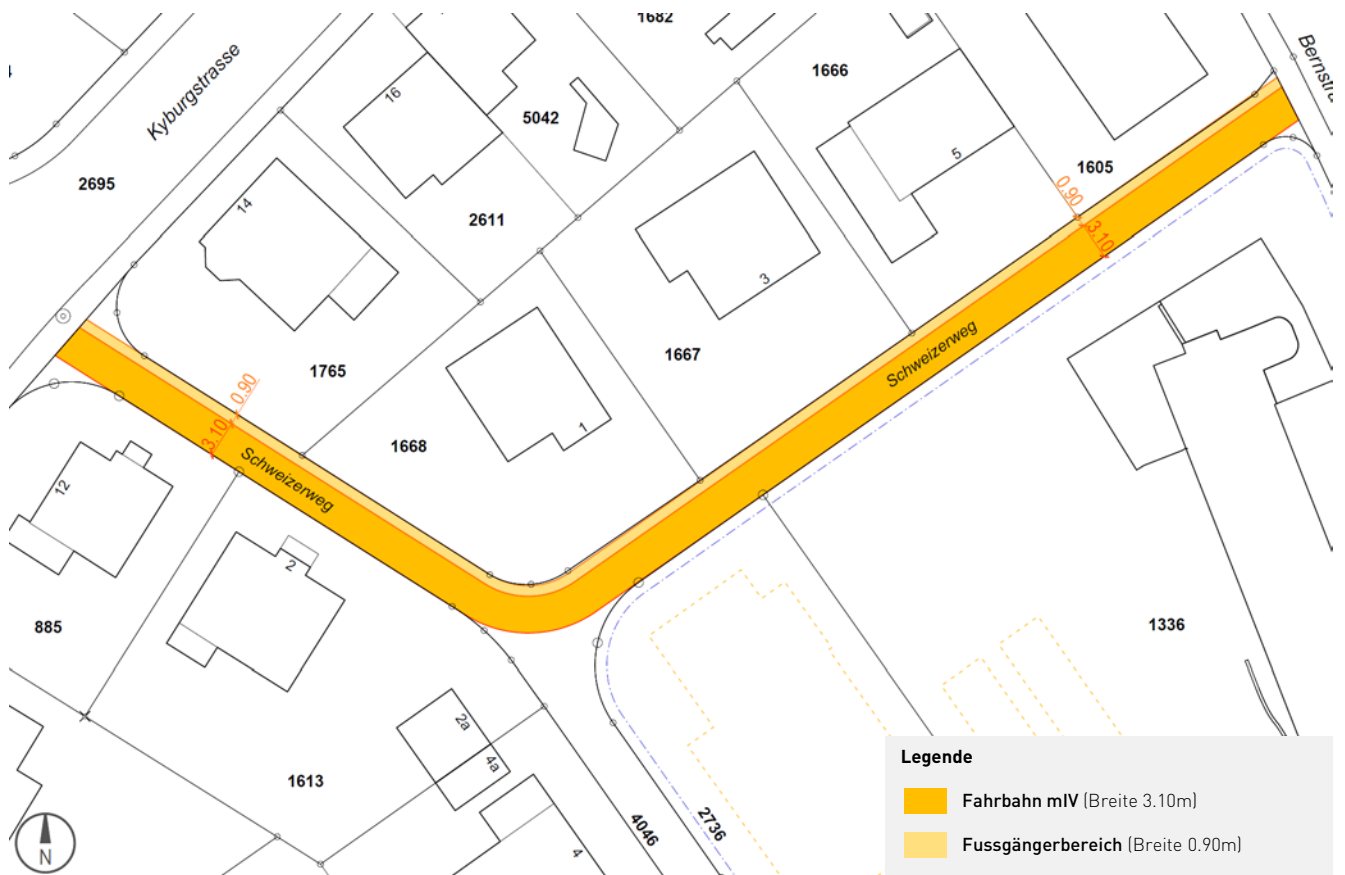 1682
Kyburgstrasse
Bernstra
1666
16
5042
5
1605
2695
0.90
14
2611
3.10
3
1667
Schweizerweg
1765
0.90
3.10
1
1668
Schweizerweg
12
2
885
1336
2a
4a
1613
4046
2736
4
N
Legende
Fahrbahn mIV (Breite 3.10m)
Fussgängerbereich (Breite 0.90m)